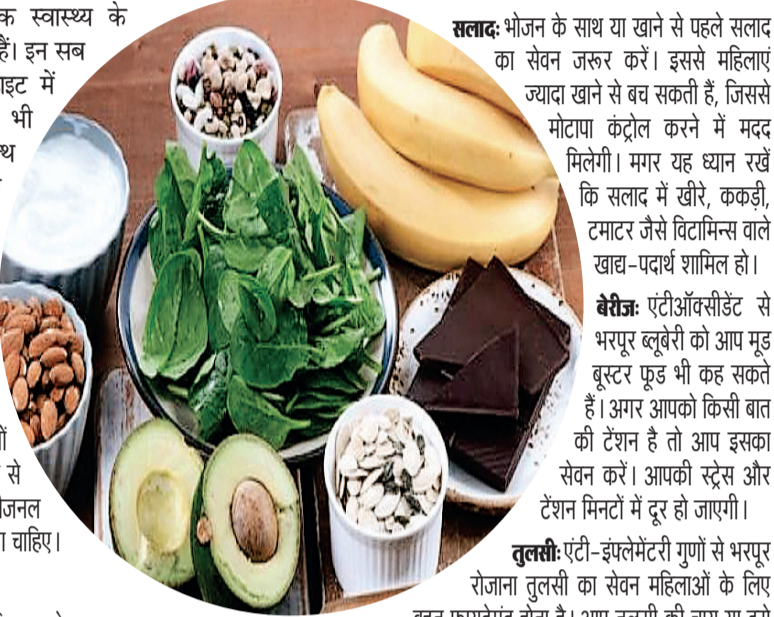 क स्वास्थ्य के
हैं। इन सब
ाइट में
भी
थ
ों
से
ीजनल
ा चाहिए।
सलादः भोजन के साथ या खाने से पहले सलाद
का सेवन जरूर करें। इससे महिलाएं
ज्यादा खाने से बच सकती हैं, जिससे
मोटापा कंट्रोल करने में मदद
मिलेगी। मगर यह ध्यान रखें
कि सलाद में खीरे, ककड़ी,
टमाटर जैसे विटामिन्स वाले
खाद्य-पदार्थ शामिल हो।
बेरीजः एंटीऑक्सीडेंट से
भरपूर ब्लूबेरी को आप मूड
बूस्टर फूड भी कह सकते
हैं। अगर आपको किसी बात
की टेंशन है तो आप इसका
सेवन करें। आपकी स्ट्रेस और
टेंशन मिनटों में दूर हो जाएगी।
तुलसीः एंटी-इंफ्लेमेंटरी गुणों से भरपूर
रोजाना तुलसी का सेवन महिलाओं के लिए